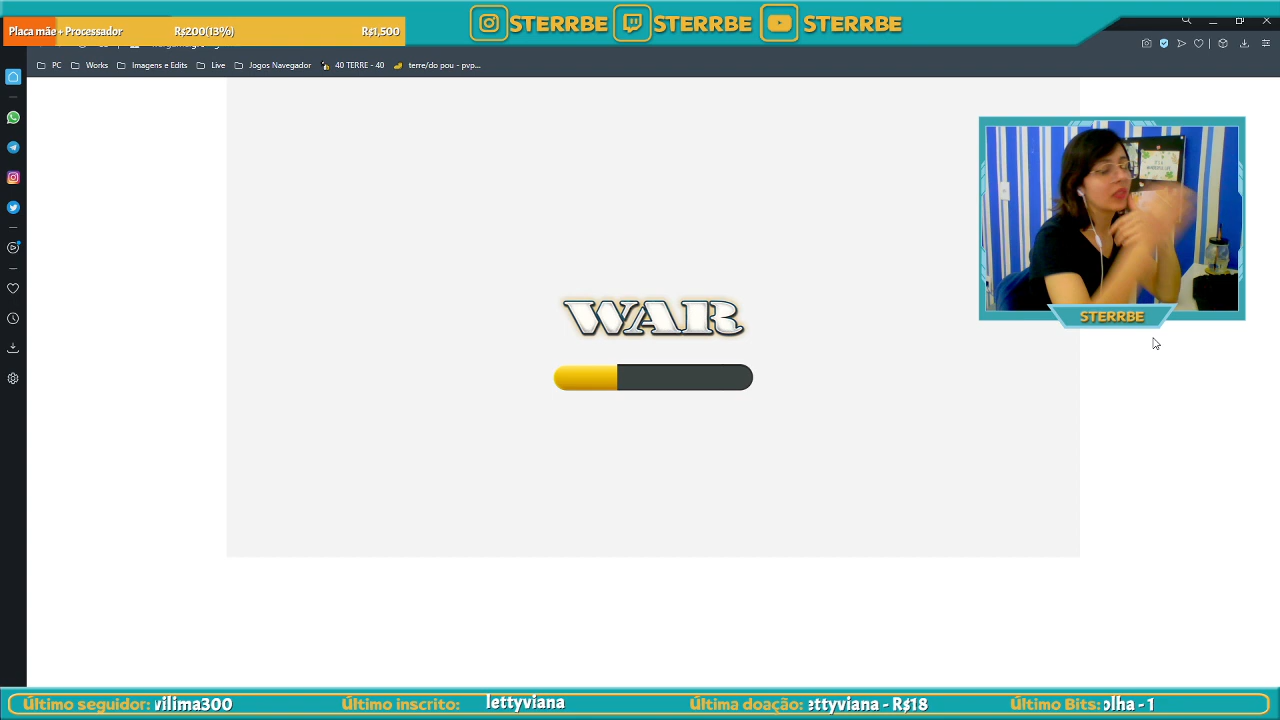 Placa mãe + Processador R$200(13%) R$1,500
STERRBE STERRBE STERRBE
PC Works Imagens e Edits Live Jogos Navegador 40 TERRE - 40 terre/do pou - pvp...
WAR
STERRBE
Último seguidor: vilima300 Último inscrito: lettyviana Última doação: ettyviana - R$18 Último Bits: olha - 1